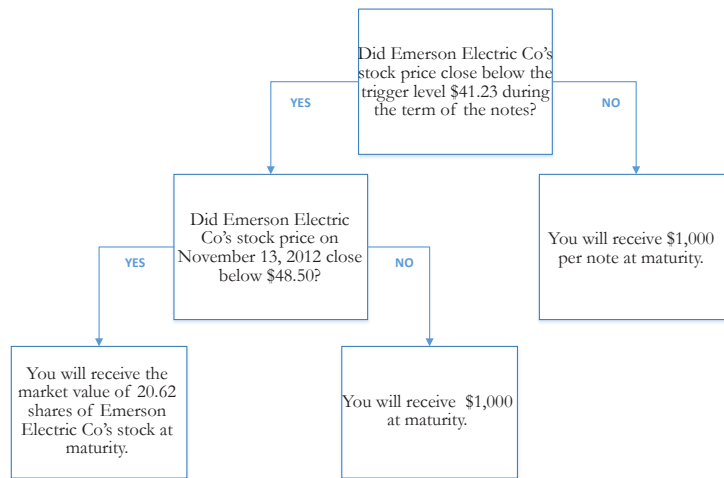 Did Emerson Electric Co's
stock price close below the
trigger level $41.23 during
the term of the notes?
YES
NO
Did Emerson Electric
Co's stock price on
November 13, 2012 close
below $48.50?
You will receive $1,000
per note at maturity.
YES
NO
You will receive the
market value of 20.62
shares of Emerson
Electric Co's stock at
maturity.
You will receive $1,000
at maturity.